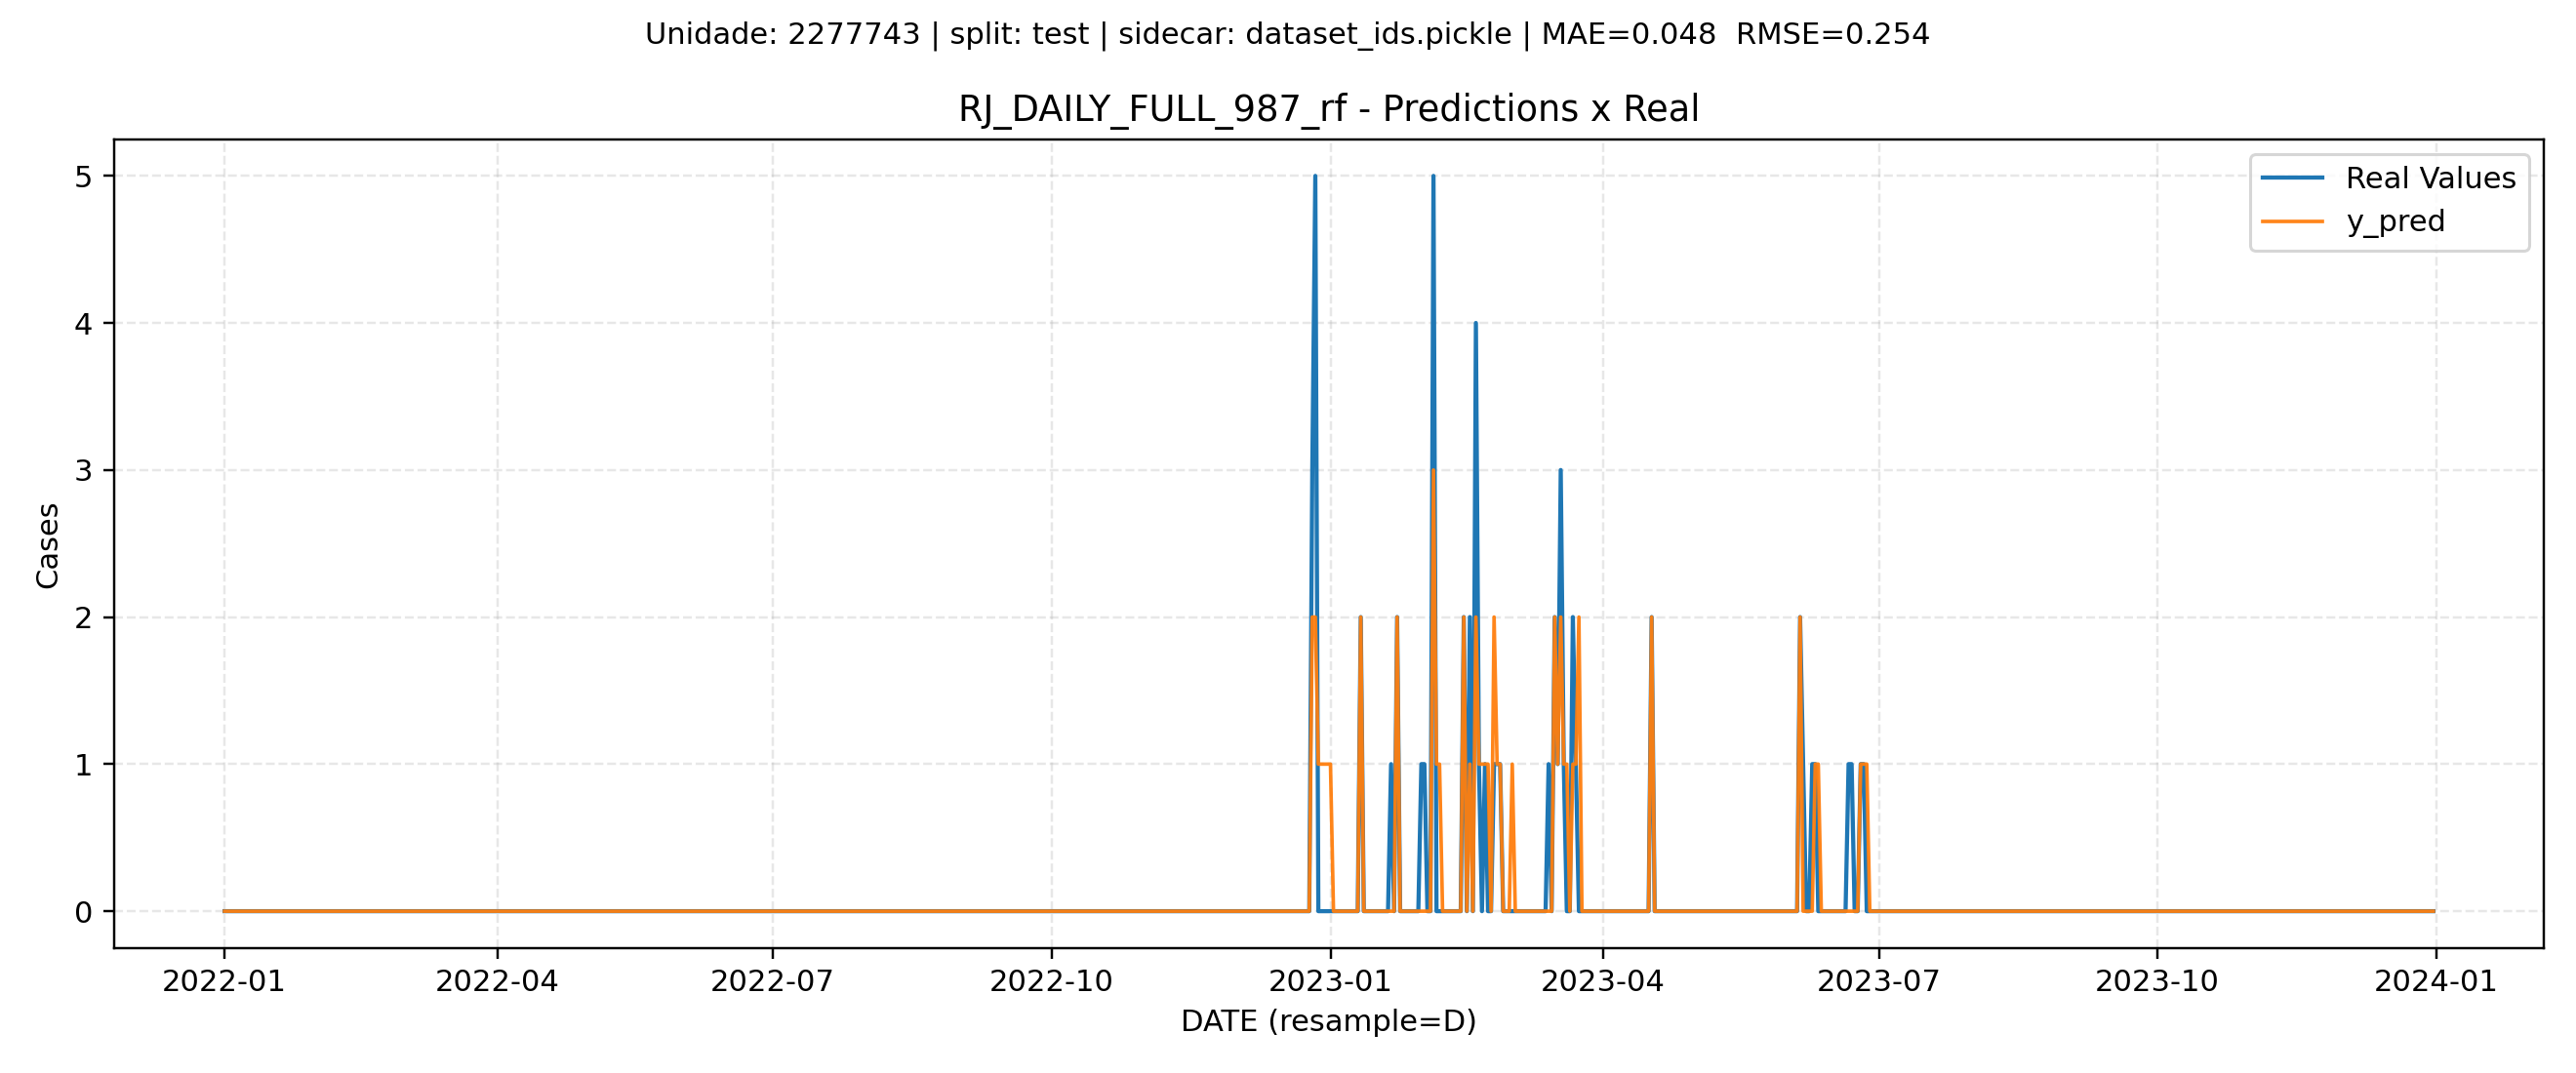 Unidade: 2277743 | split: test | sidecar: dataset_ids.pickle | MAE=0.048  RMSE=0.254
RJ_DAILY_FULL_987_rf - Predictions x Real
Real Values
y_pred
5
4
3
2
1
0
Cases
2022-01 2022-04 2022-07 2022-10 2023-01 2023-04 2023-07 2023-10 2024-01
DATE (resample=D)